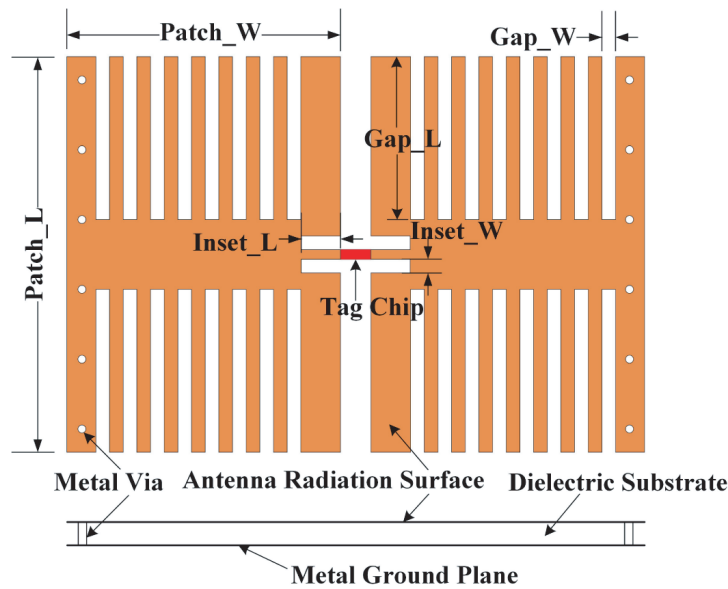 Patch_W
Gap_W
Gap_L
Patch_L
Inset_L
Inset_W
Tag Chip
Metal Via
Antenna Radiation Surface
Dielectric Substrate
Metal Ground Plane